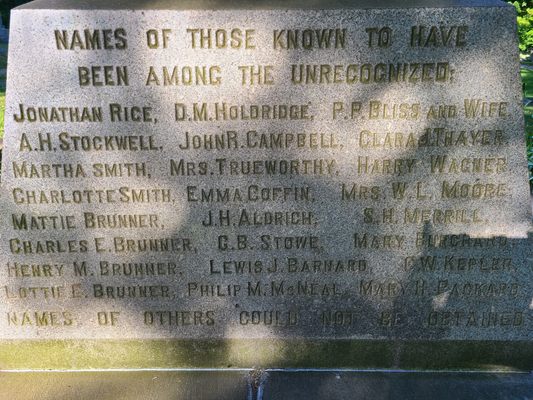 NAMES OF THOSE KNOWN TO HAVE
BEEN AMONG THE UNRECOGNIZED:
JONATHAN RICE, D.M.HOLDRIDGE, P.P.BLISS AND WIFE
A.H.STOCKWELL, JOHN R.CAMPBELL, CLARA J.THAYER
MARTHA SMITH, MRS.TRUEWORTHY, HARRY WAGNER
CHARLOTTE SMITH, EMMA COFFIN, MRS.W.L. MOORE
MATTIE BRUNNER, J.H.ALDRICH, S.H.MERRILL,
CHARLES E.BRUNNER, G.B.STOWE, MARY BURCHARD,
HENRY M.BRUNNER, LEWIS J.BARNARD, F.W.KEPLER,
LOTTIE E.BRUNNER, PHILIP M.MCNEAL, MARY H.PACKARD,
NAMES OF OTHERS COULD NOT BE OBTAINED